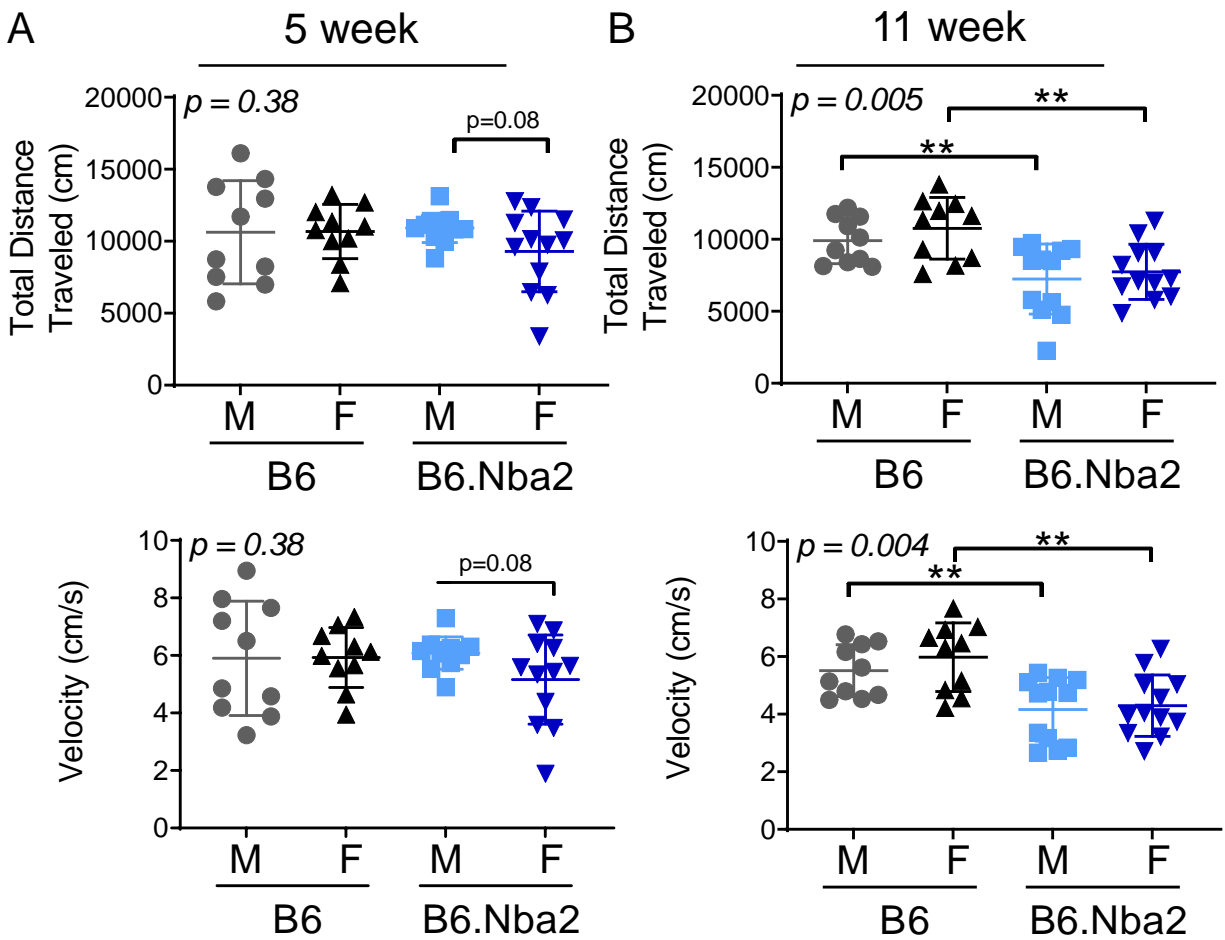 A
5 week
B
11 week
Total Distance
Traveled (cm)
20000
15000
10000
5000
0
p = 0.38
p=0.08
M
F
M
F
B6
B6.Nba2
Total Distance
Traveled (cm)
20000
15000
10000
5000
0
p = 0.005
**
**
M
F
M
F
B6
B6.Nba2
Velocity (cm/s)
10
8
6
4
2
0
p = 0.38
p=0.08
M
F
M
F
B6
B6.Nba2
Velocity (cm/s)
10
8
6
4
2
0
p = 0.004
**
**
M
F
M
F
B6
B6.Nba2